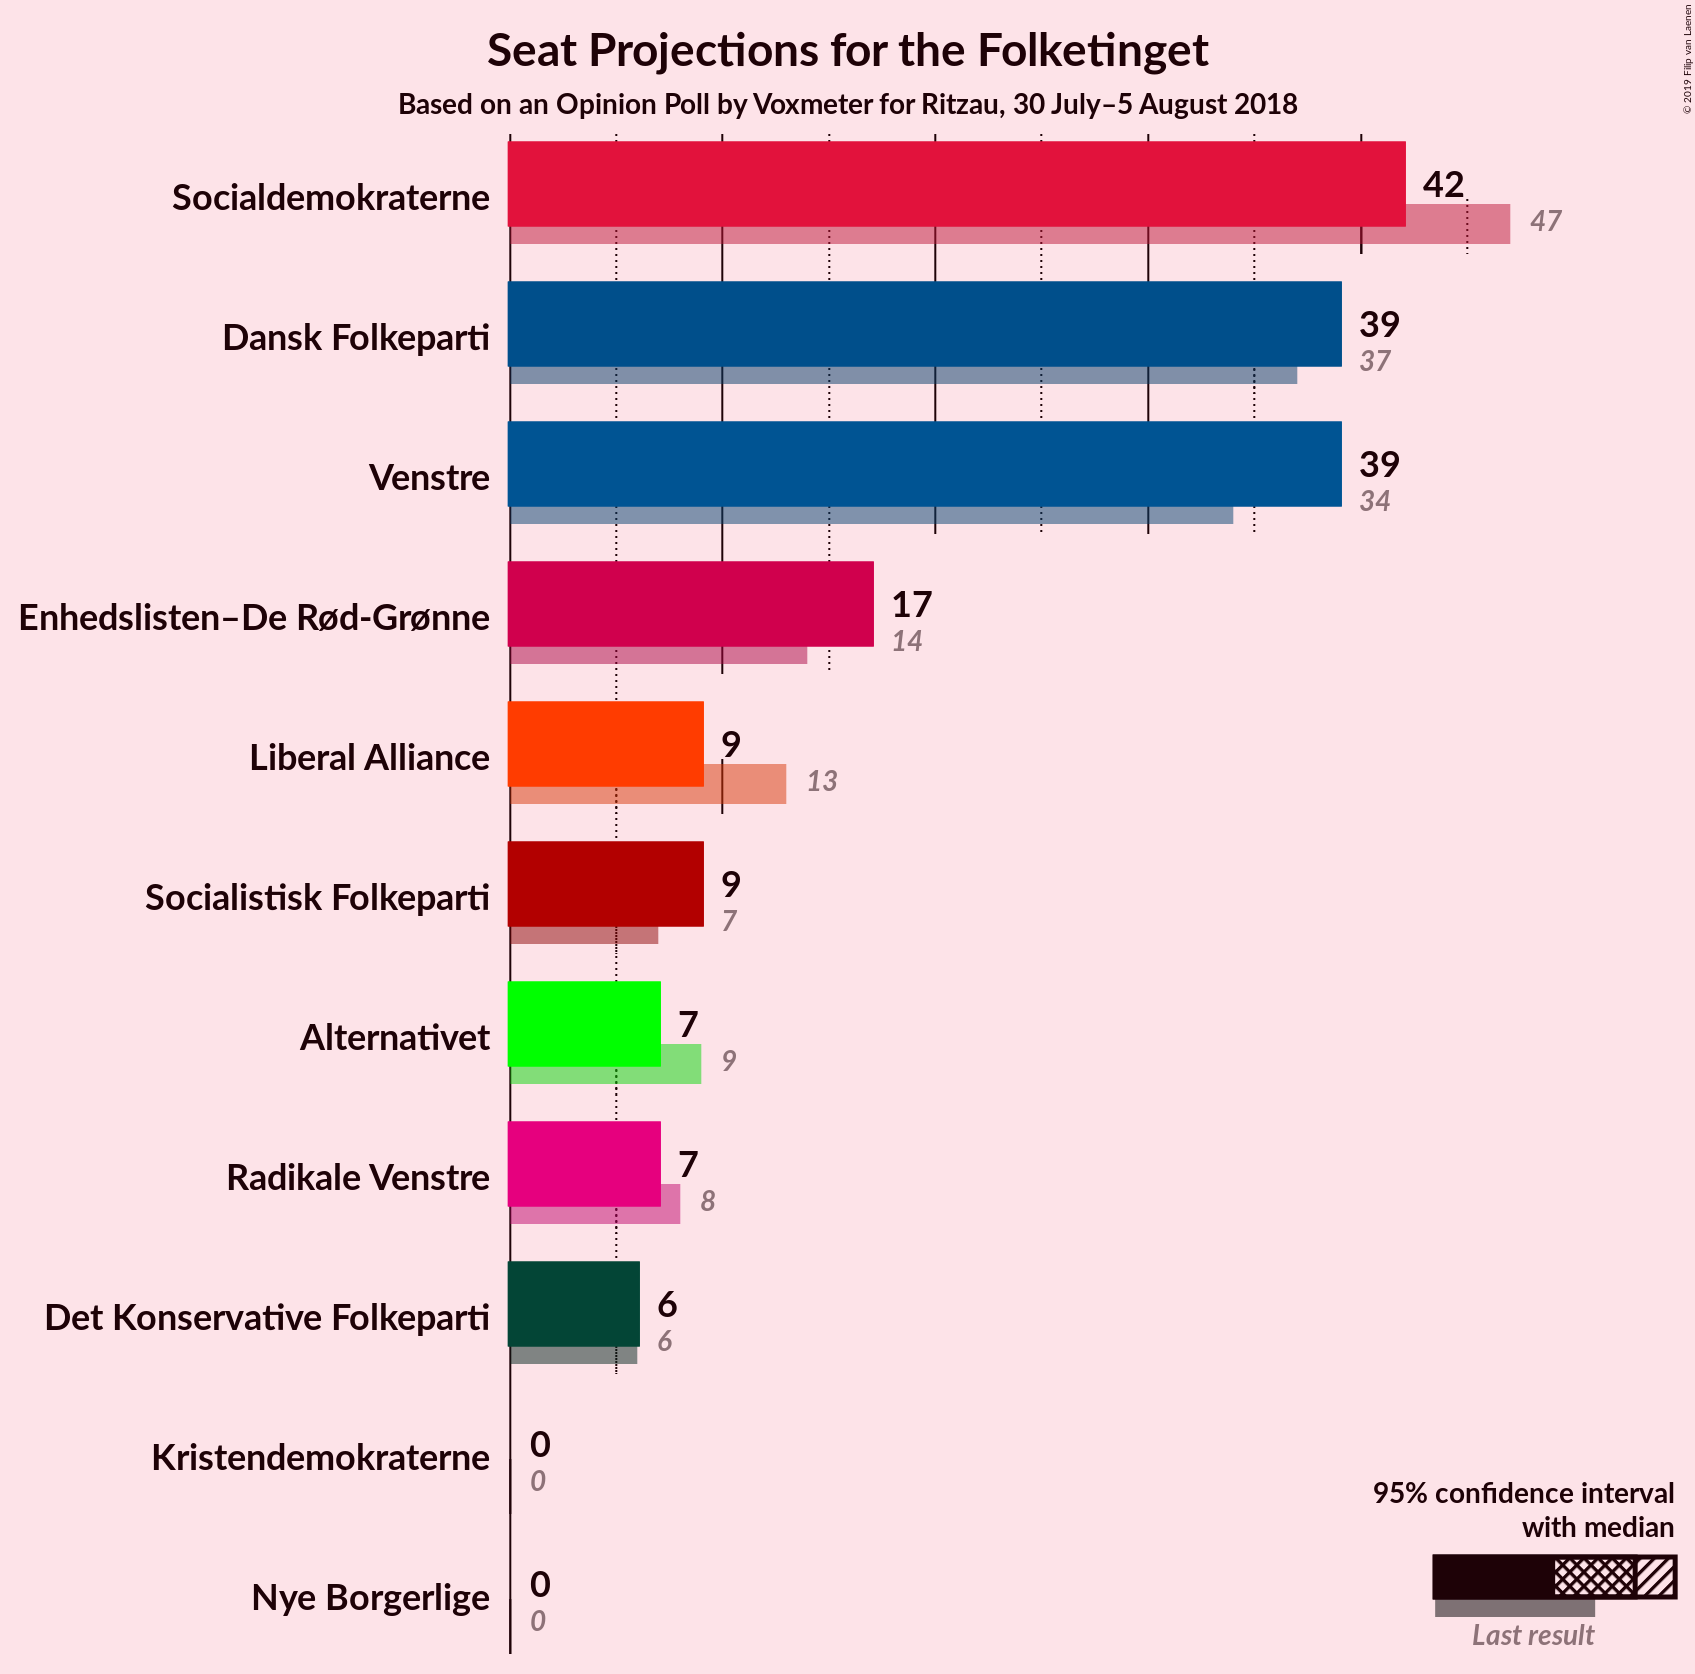 Seat Projections for the Folketinget
Based on an Opinion Poll by Voxmeter for Ritzau, 30 July–5 August 2018
© 2019 Filip van Laenen
Socialdemokraterne
42
47
Dansk Folkeparti
39
37
Venstre
39
34
Enhedslisten–De Rød-Grønne
17
14
Liberal Alliance
9
13
Socialistisk Folkeparti
9
7
Alternativet
7
9
Radikale Venstre
7
8
Det Konservative Folkeparti
6
6
Kristendemokraterne
0
0
Nye Borgerlige
0
0
95% confidence interval
with median
Last result